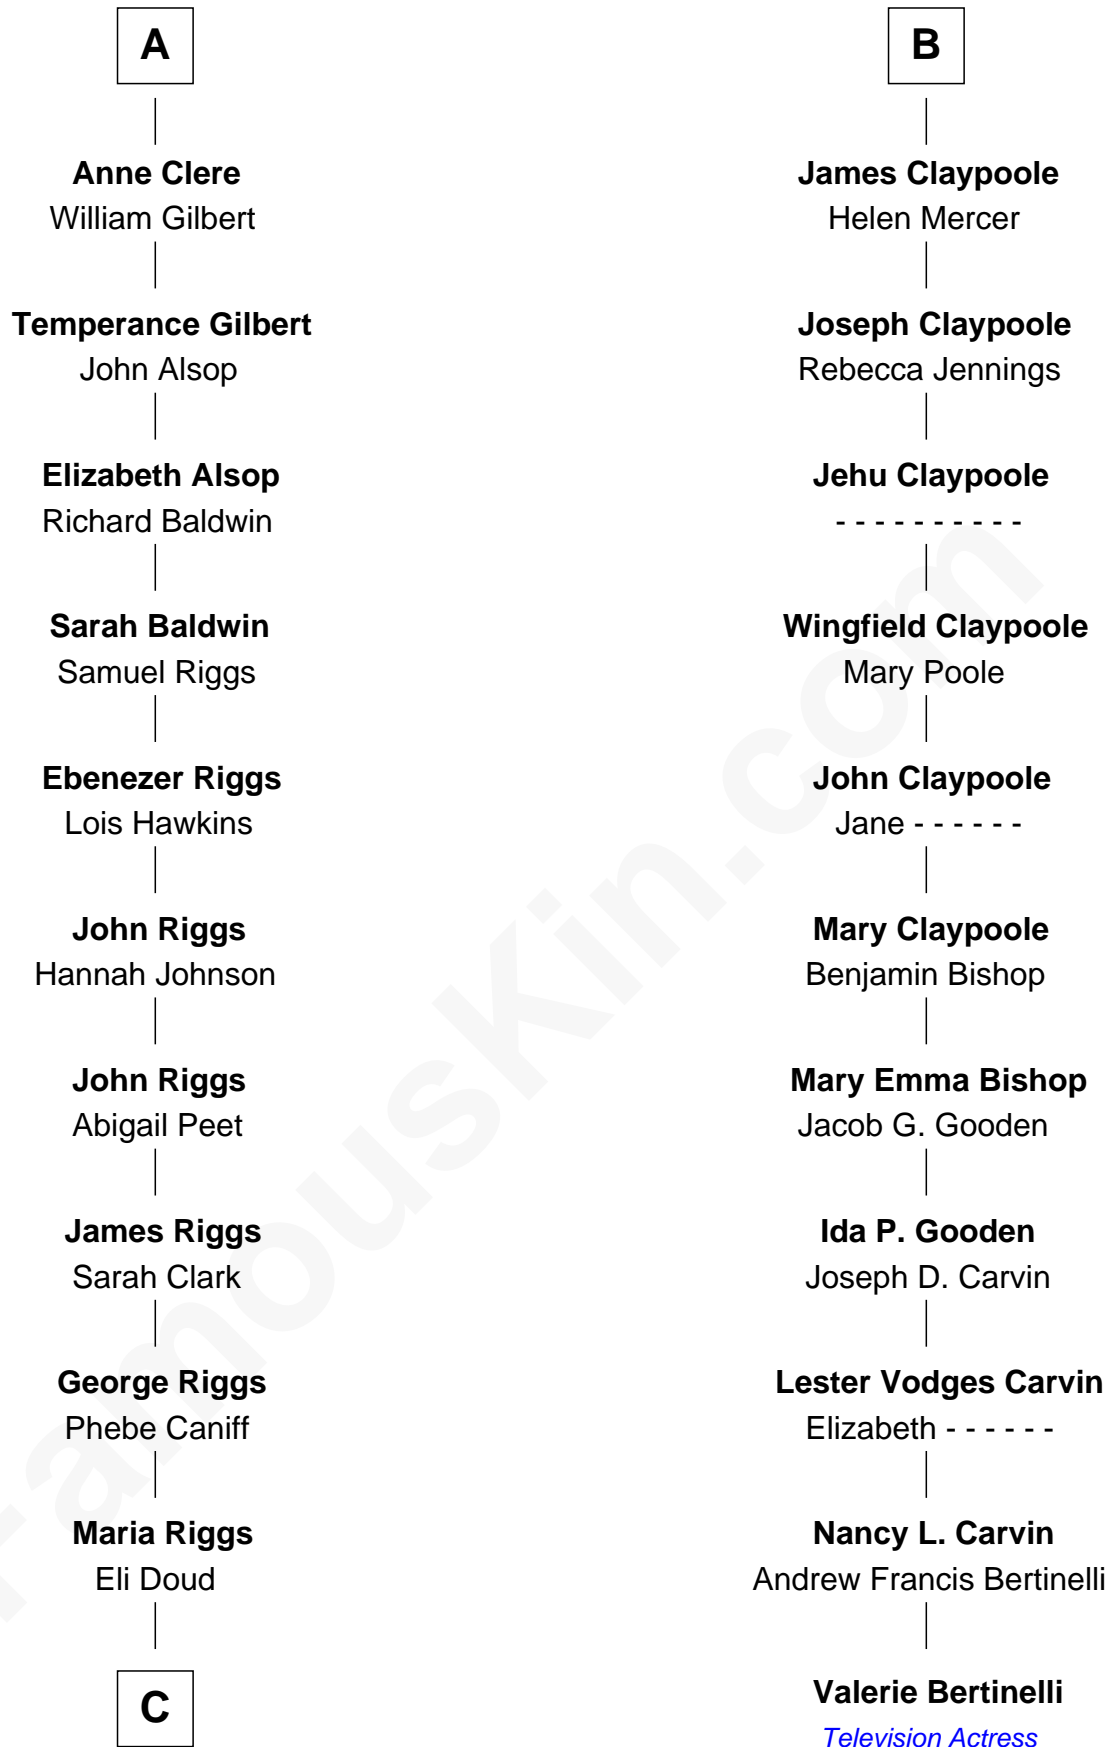 A
Anne Clere
William Gilbert
Temperance Gilbert
John Alsop
Elizabeth Alsop
Richard Baldwin
Sarah Baldwin
Samuel Riggs
Ebenezer Riggs
Lois Hawkins
John Riggs
Hannah Johnson
John Riggs
Abigail Peet
James Riggs
Sarah Clark
George Riggs
Phebe Caniff
Maria Riggs
Eli Doud
C
B
James Claypoole
Helen Mercer
Joseph Claypoole
Rebecca Jennings
Jehu Claypoole
- - - - - - - - - -
Wingfield Claypoole
Mary Poole
John Claypoole
Jane - - - - - -
Mary Claypoole
Benjamin Bishop
Mary Emma Bishop
Jacob G. Gooden
Ida P. Gooden
Joseph D. Carvin
Lester Vodges Carvin
Elizabeth - - - - - -
Nancy L. Carvin
Andrew Francis Bertinelli
Valerie Bertinelli
Television Actress
FamousKin.com